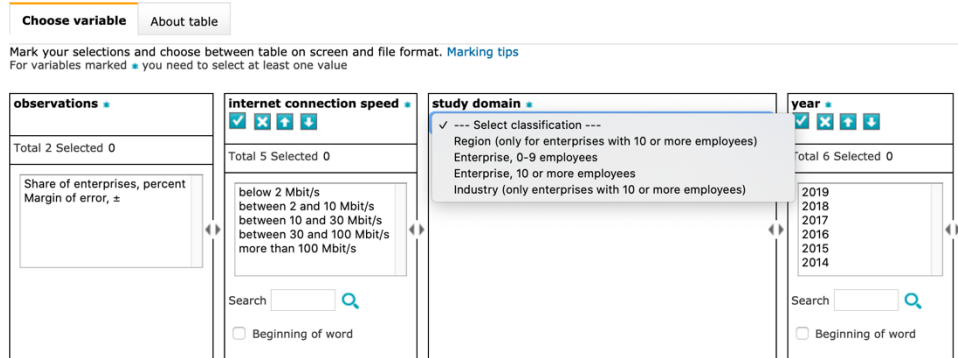 Choose variable
About table
Mark your selections and choose between table on screen and file format. Marking tips
For variables marked * you need to select at least one value
observations *
Total 2 Selected 0
Share of enterprises, percent
Margin of error, ±
internet connection speed *
Total 5 Selected 0
below 2 Mbit/s
between 2 and 10 Mbit/s
between 10 and 30 Mbit/s
between 30 and 100 Mbit/s
more than 100 Mbit/s
Search
Beginning of word
study domain *
✓ --- Select classification ---
Region (only for enterprises with 10 or more employees)
Enterprise, 0-9 employees
Enterprise, 10 or more employees
Industry (only enterprises with 10 or more employees)
year *
Total 6 Selected 0
2019
2018
2017
2016
2015
2014
Search
Beginning of word